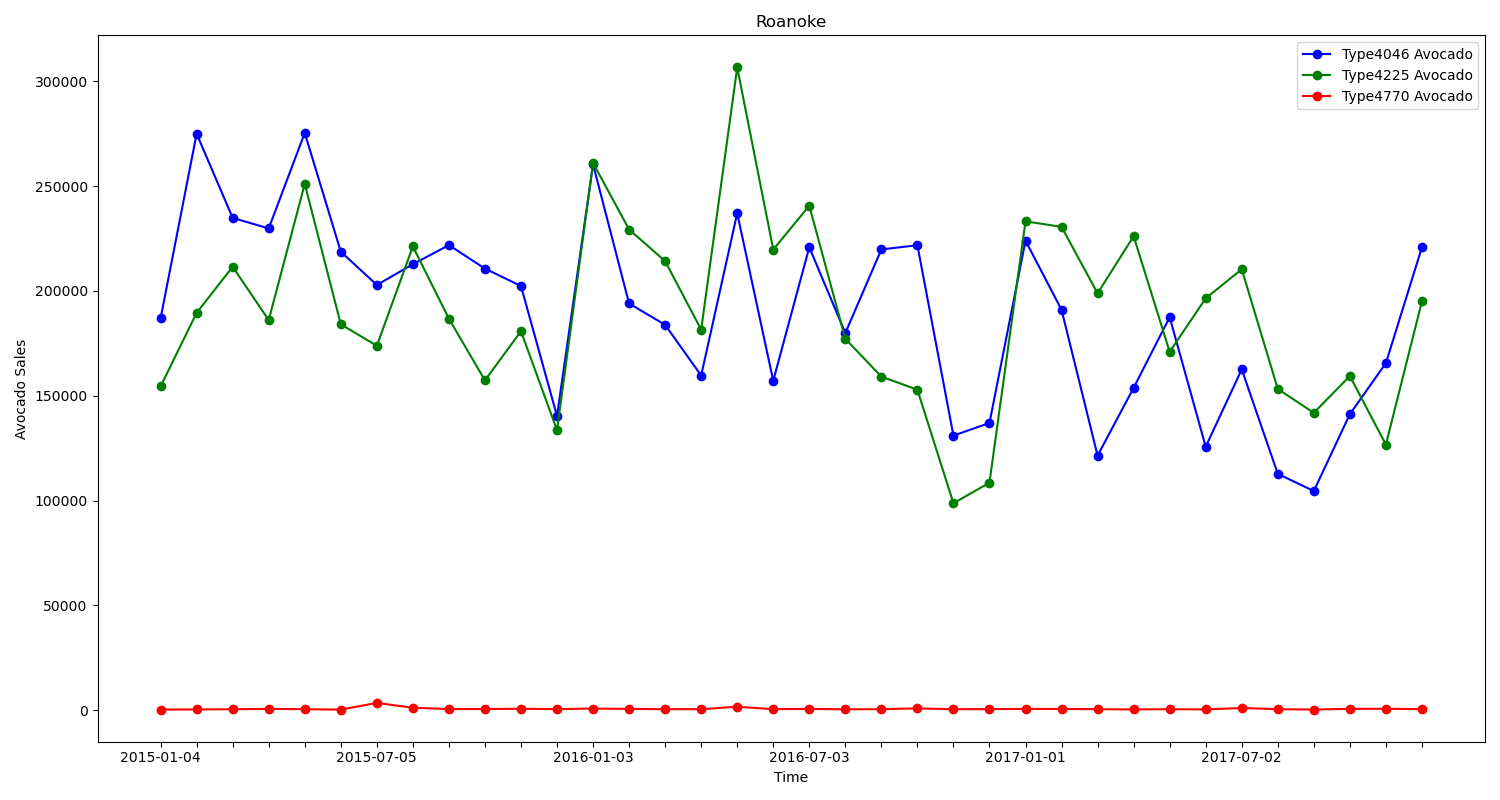 Roanoke
Type4046 Avocado
Type4225 Avocado
Type4770 Avocado
300000
250000
200000
150000
100000
50000
0
Avocado Sales
2015-01-04 2015-07-05 2016-01-03 2016-07-03 2017-01-01 2017-07-02
Time